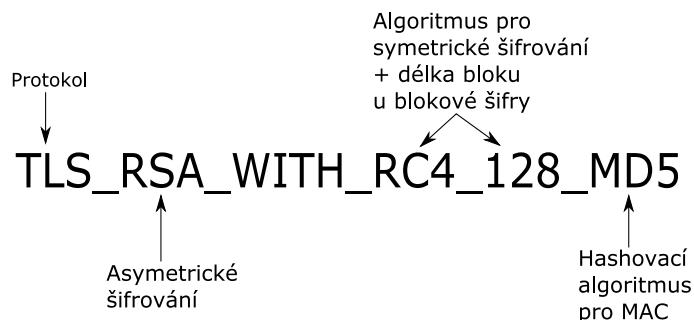 Algoritmus pro
symetrické šifrování
+ délka bloku
u blokové šifry
Protokol
TLS_RSA_WITH_RC4_128_MD5
Asymetrické
šifrování
Hashovací
algoritmus
pro MAC